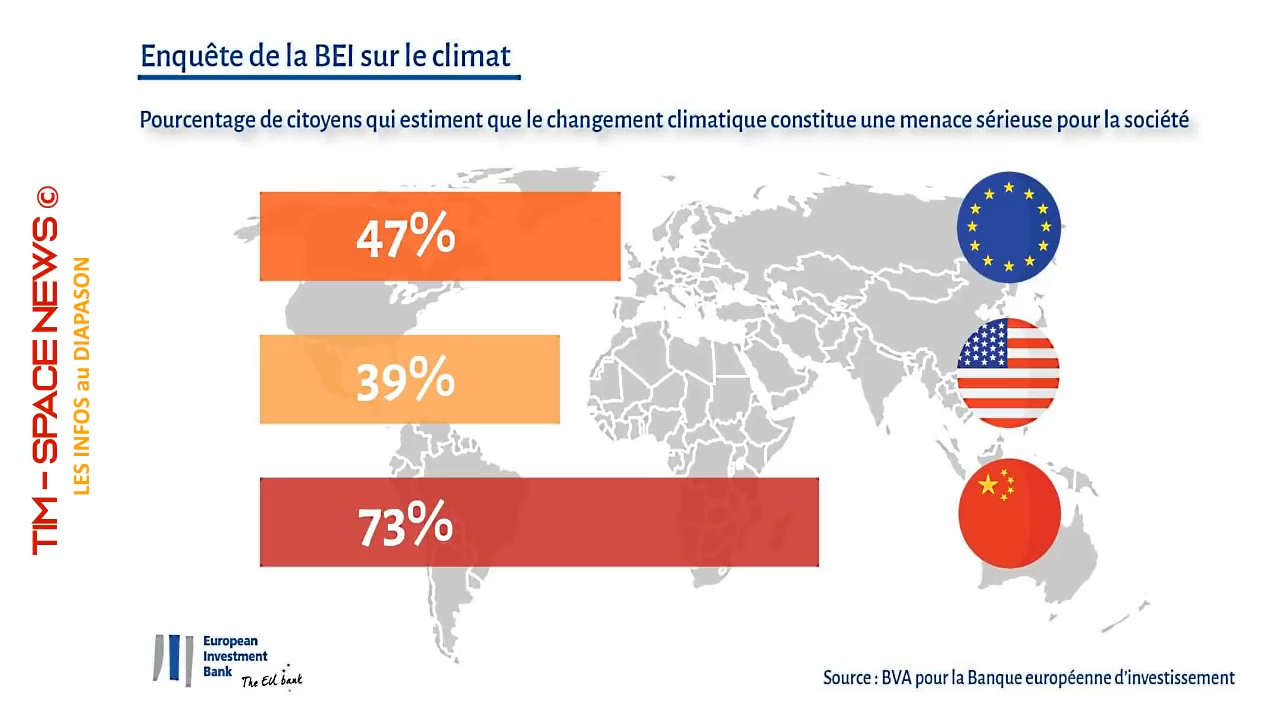 Enquête de la BEI sur le climat
Pourcentage de citoyens qui estiment que le changement climatique constitue une menace sérieuse pour la société
47%
39%
73%
TIM – SPACE NEWS ©
LES INFOS au DIAPASON
European
Investment
Bank
The EU bank
Source : BVA pour la Banque européenne d'investissement